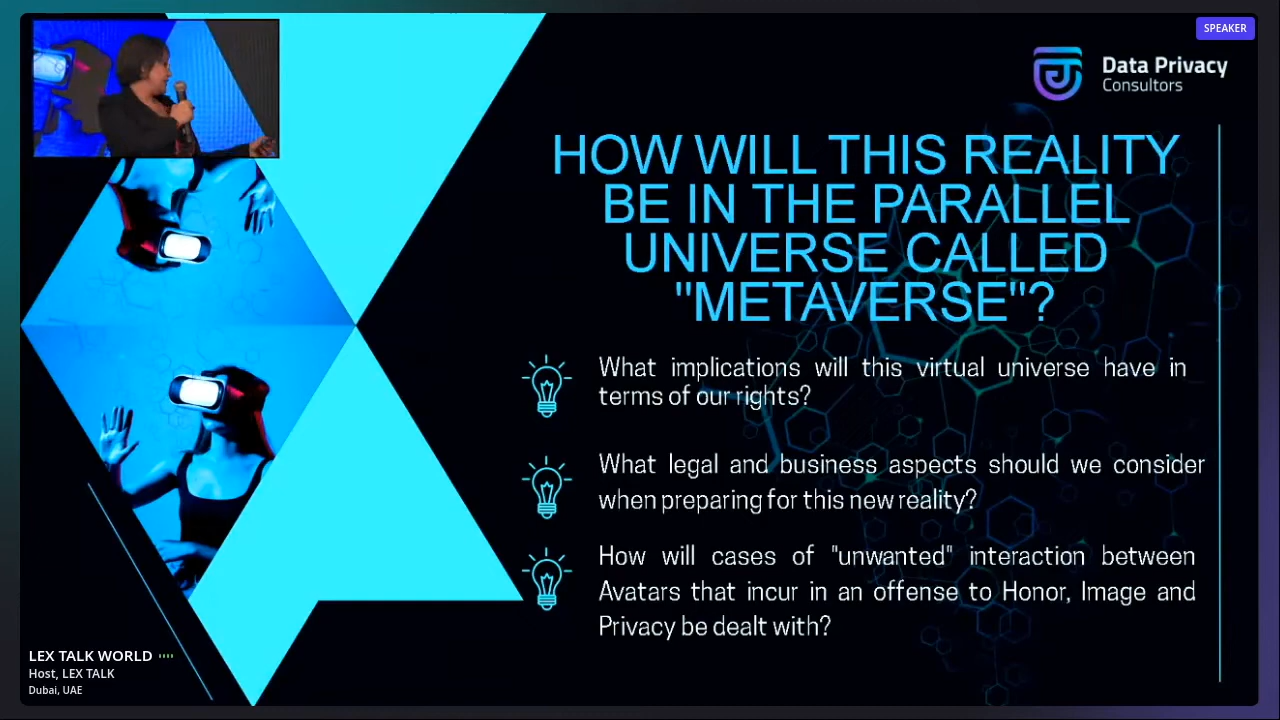 SPEAKER
Data Privacy
Consultors
HOW WILL THIS REALITY
BE IN THE PARALLEL
UNIVERSE CALLED
"METAVERSE"?
What implications will this virtual universe have in
terms of our rights?
What legal and business aspects should we consider
when preparing for this new reality?
How will cases of "unwanted" interaction between
Avatars that incur in an offense to Honor, Image and
Privacy be dealt with?
LEX TALK WORLD
Host, LEX TALK
Dubai, UAE